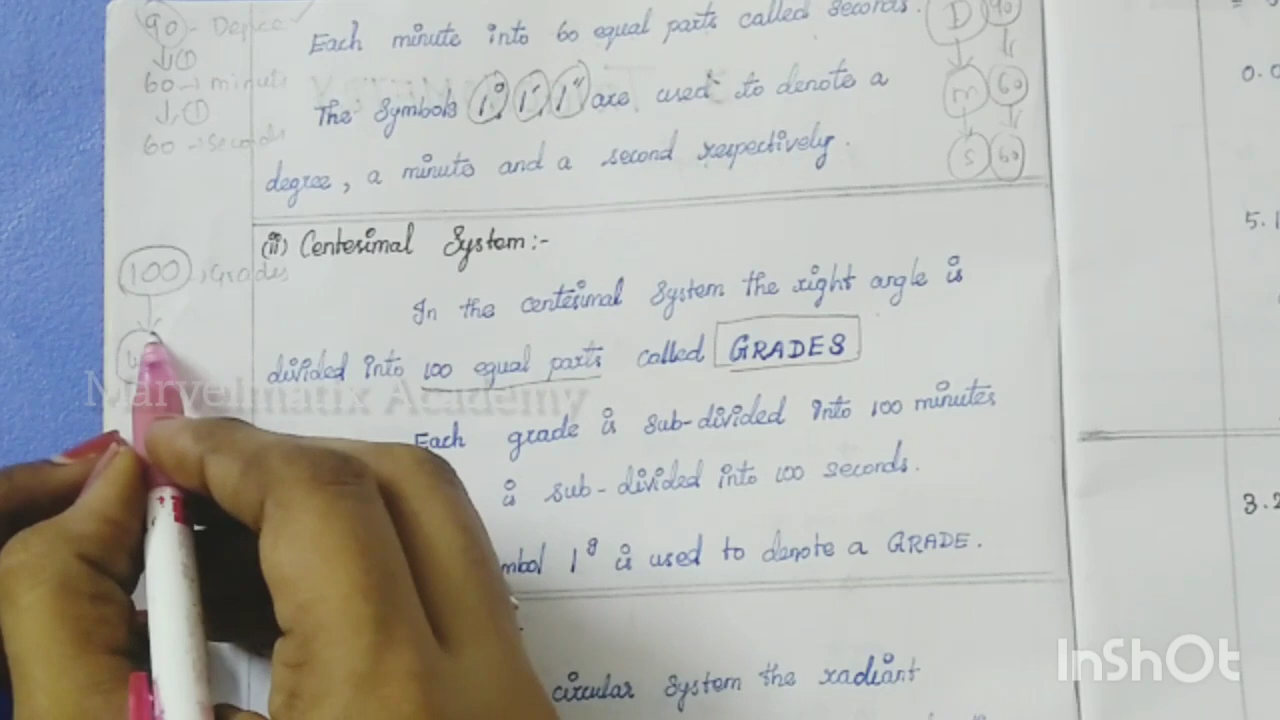 90 - Degree
60 → minute
60 → seconds
Each minute into 60 equal parts called seconds.
The symbols 1° 1' 1" are used to denote a
degree, a minute and a second respectively.
D 90
m 60
S 60
(ii) Centesimal System:-
100 → Grades
In the centesimal system the right angle is
divided into 100 equal parts called GRADES
Each grade is sub-divided into 100 minutes
is sub-divided into 100 seconds.
mbol 1g is used to denote a GRADE.
circular system the radiant
5.1
3.2
Marvelmatix Academy
InShOt